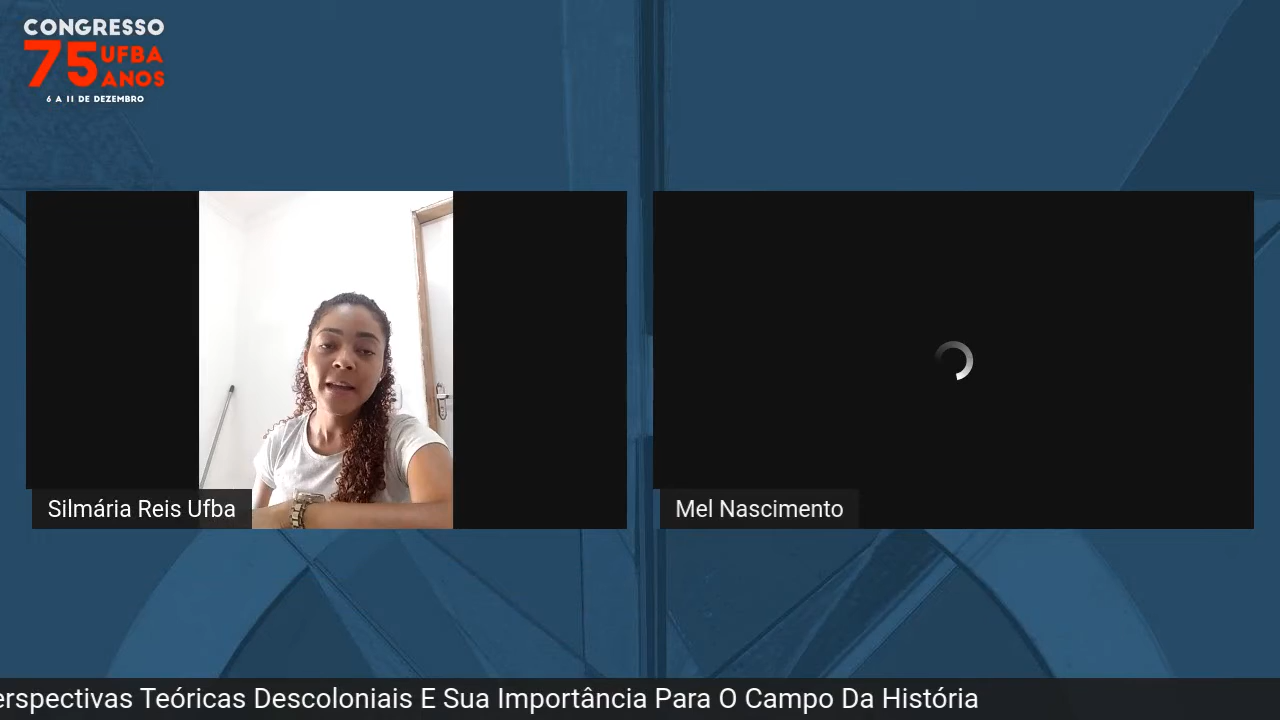 CONGRESSO
75 UFBA
ANOS
6 A 11 DE DEZEMBRO
Silmária Reis Ufba
Mel Nascimento
erspectivas Teóricas Descoloniais E Sua Importância Para O Campo Da História